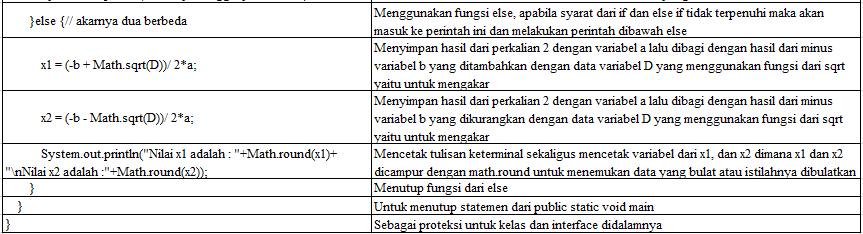 }else {// akarnya dua berbeda
Menggunakan fungsi else, apabila syarat dari if dan else if tidak terpenuhi maka akan
masuk ke perintah ini dan melakukan perintah dibawah else
x1 = (-b + Math.sqrt(D))/ 2*a;
Menyimpan hasil dari perkalian 2 dengan variabel a lalu dibagi dengan hasil dari minus
variabel b yang ditambahkan dengan data variabel D yang menggunakan fungsi dari sqrt
yaitu untuk mengakar
x2 = (-b - Math.sqrt(D))/ 2*a;
Menyimpan hasil dari perkalian 2 dengan variabel a lalu dibagi dengan hasil dari minus
variabel b yang dikurangkan dengan data variabel D yang menggunakan fungsi dari sqrt
yaitu untuk mengakar
System.out.println("Nilai x1 adalah : "+Math.round(x1)+
"\nNilai x2 adalah :"+Math.round(x2));
Mencetak tulisan keterminal sekaligus mencetak variabel dari x1, dan x2 dimana x1 dan x2
dicampur dengan math.round untuk menemukan data yang bulat atau istilahnya dibulatkan
}
Menutup fungsi dari else
}
Untuk menutup statemen dari public static void main
}
Sebagai proteksi untuk kelas dan interface didalamnya